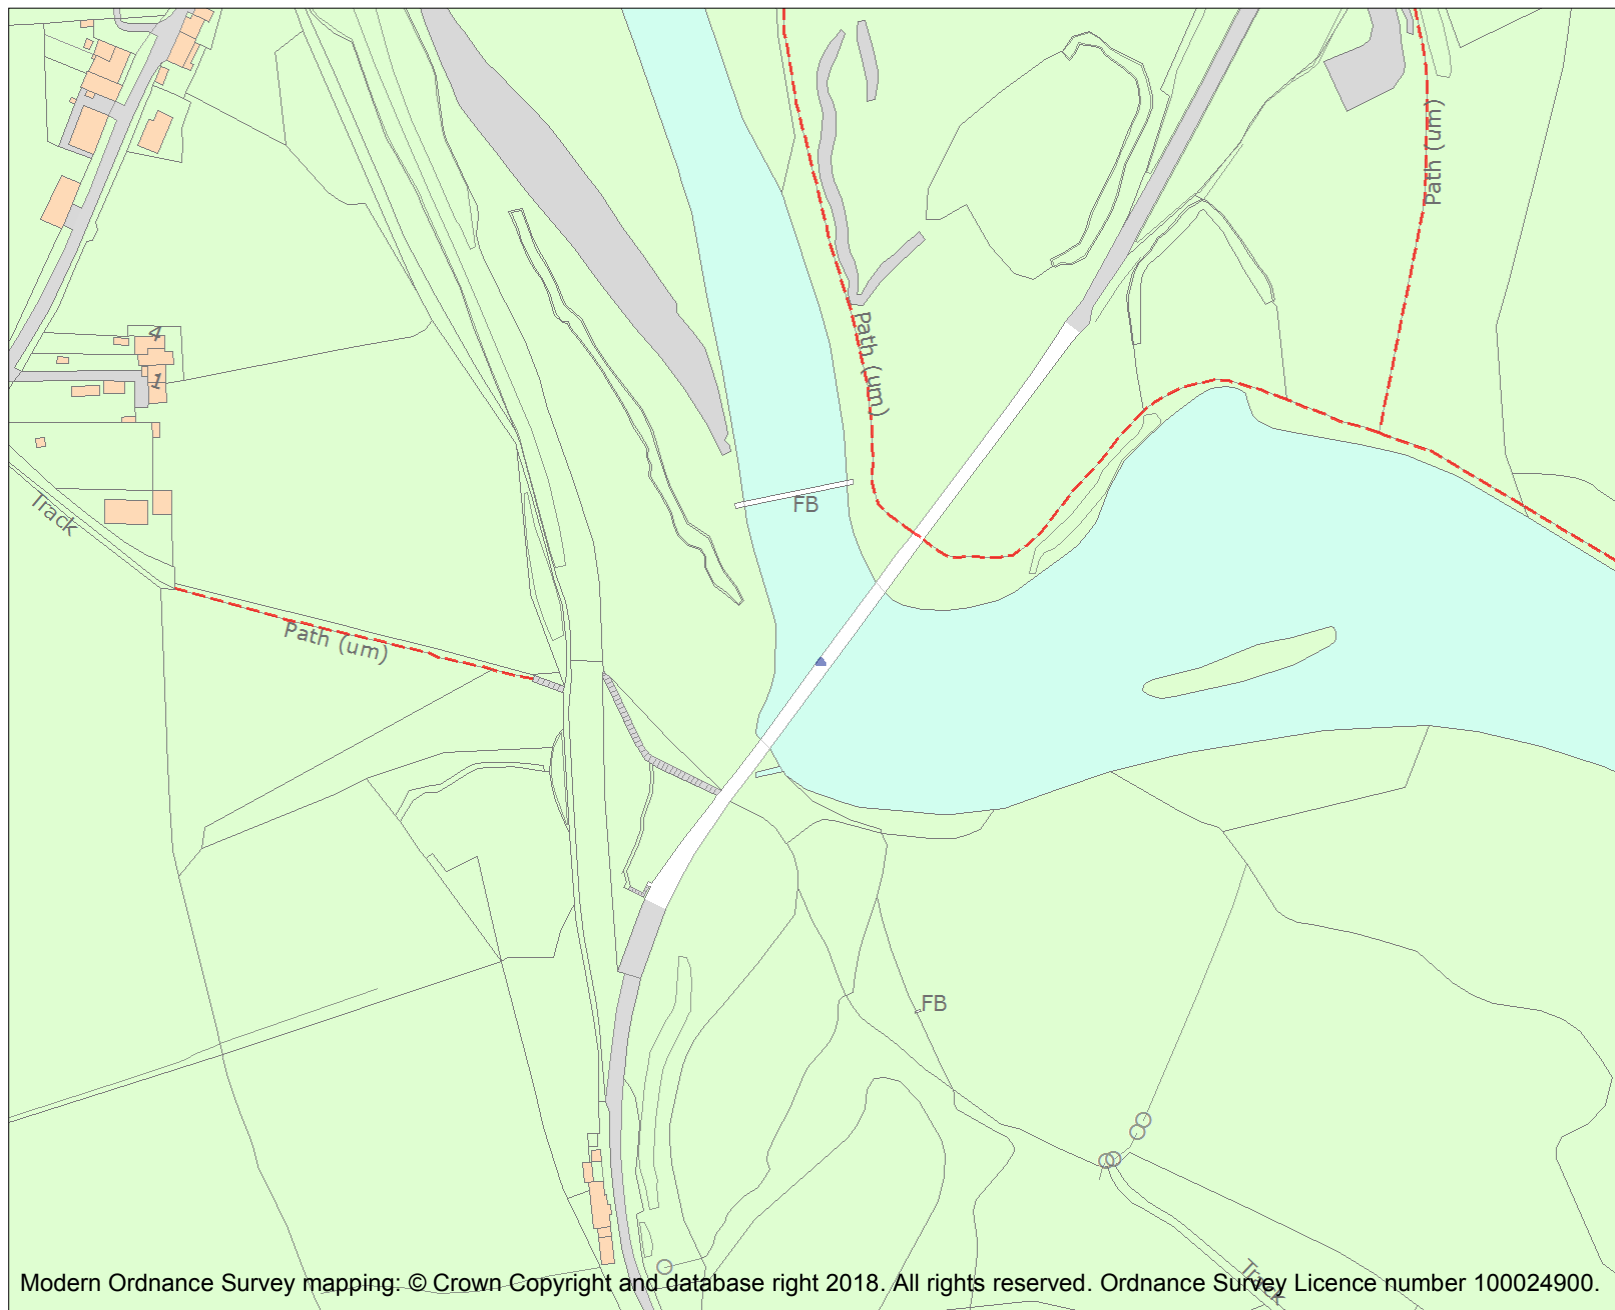 Path (um)
4
Path (um)
1
Track
FB
Path (um)
FB
Track
Modern Ordnance Survey mapping: © Crown Copyright and database right 2018. All rights reserved. Ordnance Survey Licence number 100024900.